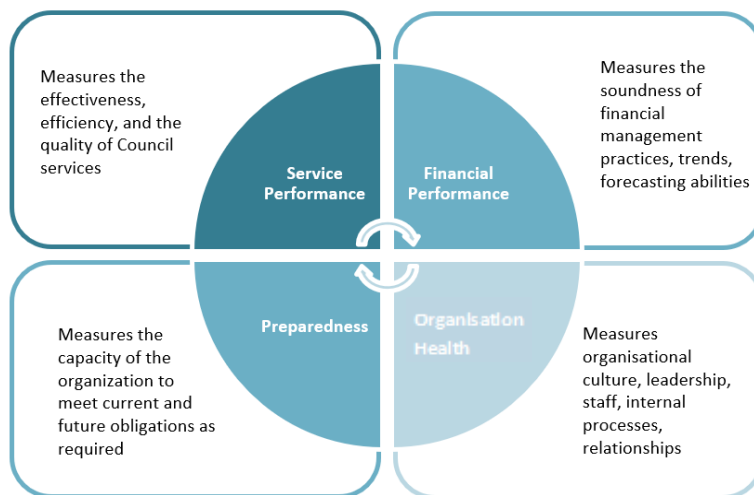 Measures the
effectiveness,
efficiency, and the
quality of Council
services
Service
Performance
Financial
Performance
Measures the
soundness of
financial
management
practices, trends,
forecasting abilities
Measures the
capacity of the
organization to
meet current and
future obligations as
required
Preparedness
Organisation
Health
Measures
organisational
culture, leadership,
staff, internal
processes,
relationships